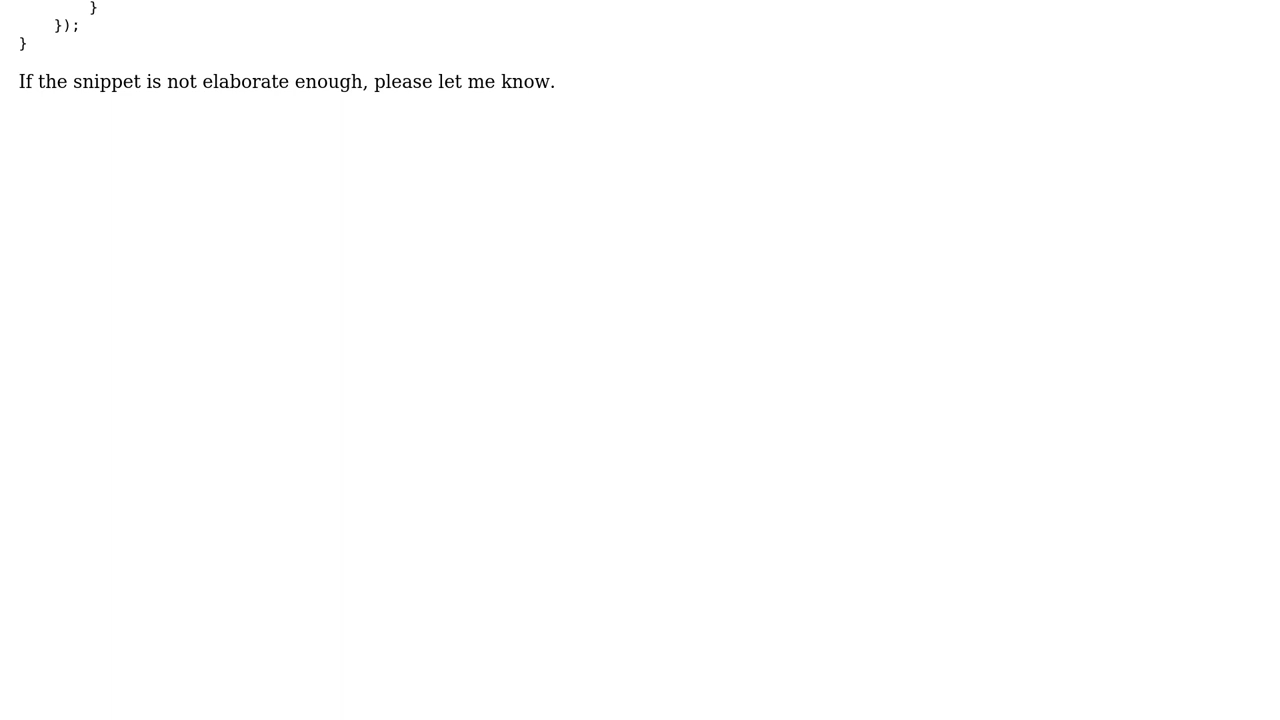 }
    });
}
If the snippet is not elaborate enough, please let me know.